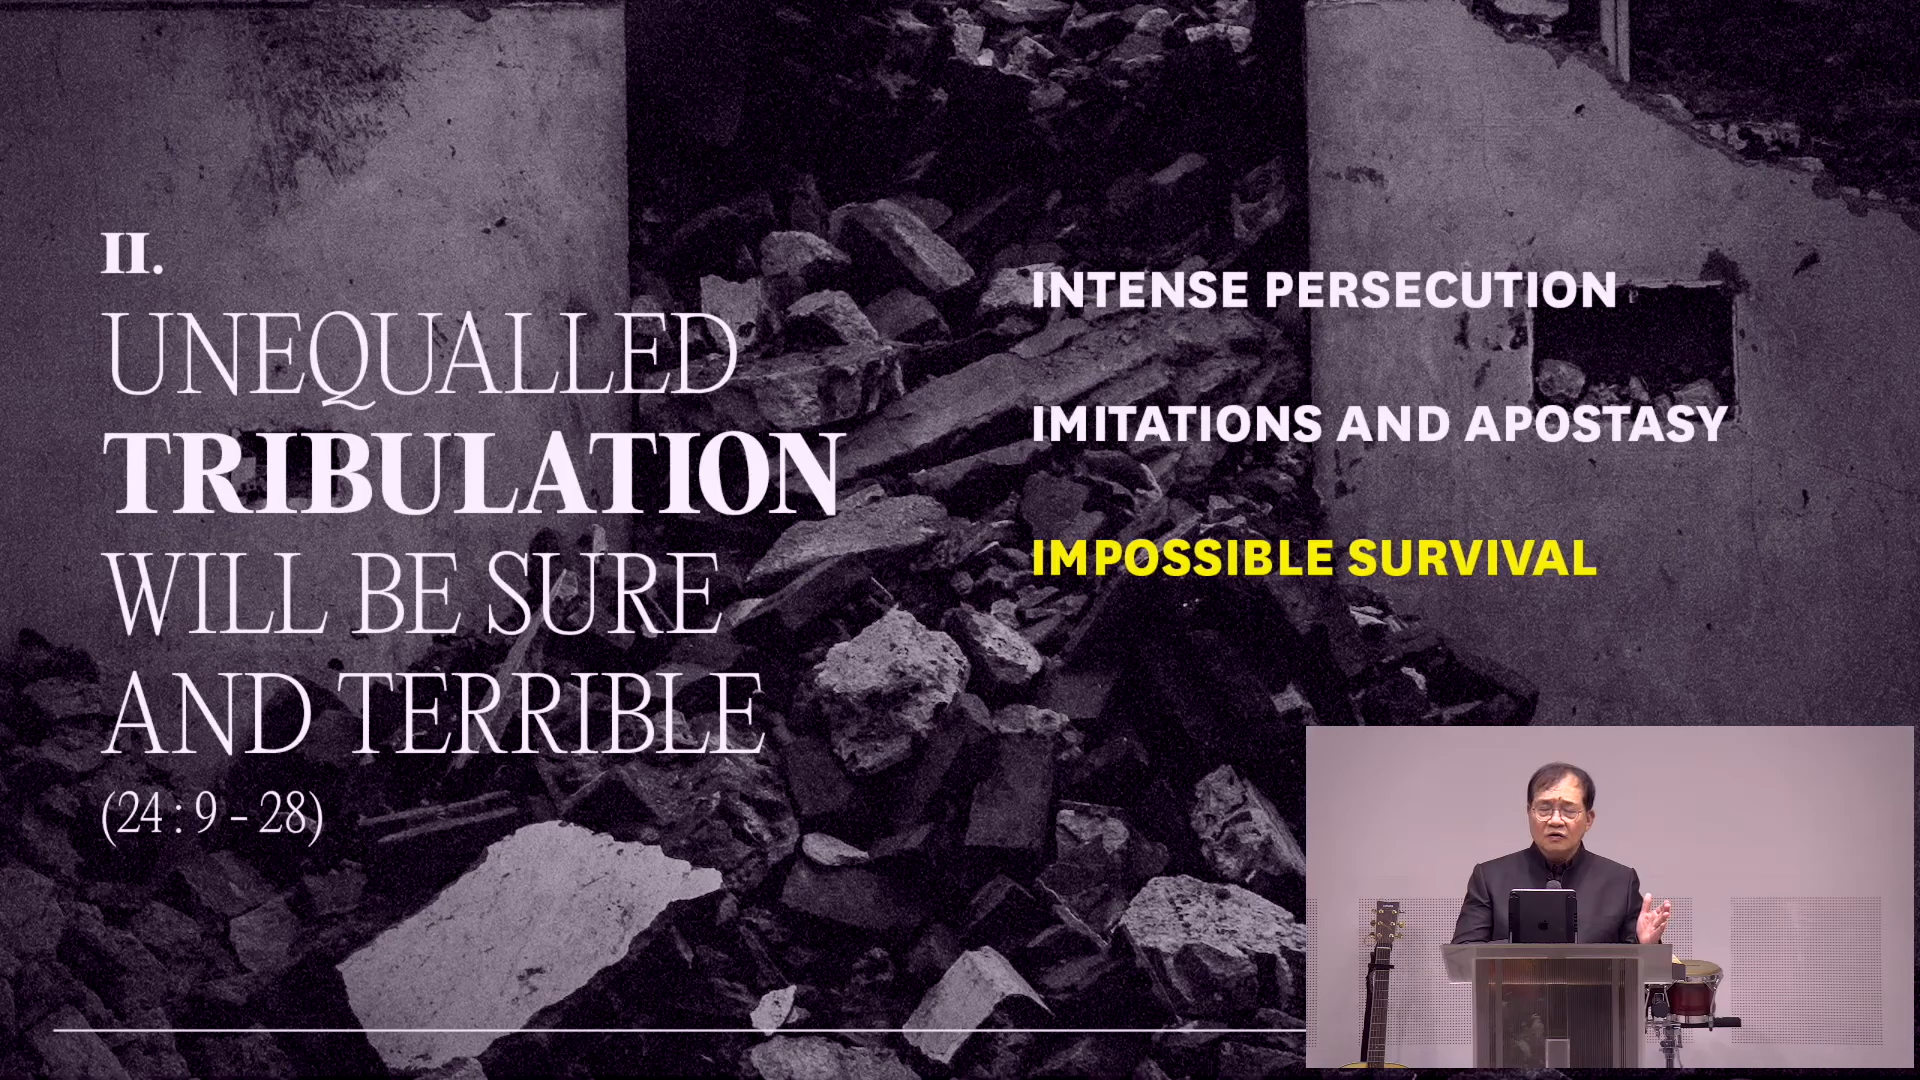 II.
UNEQUALLED
TRIBULATION
WILL BE SURE
AND TERRIBLE
(24 : 9 - 28)
INTENSE PERSECUTION
IMITATIONS AND APOSTASY
IMPOSSIBLE SURVIVAL